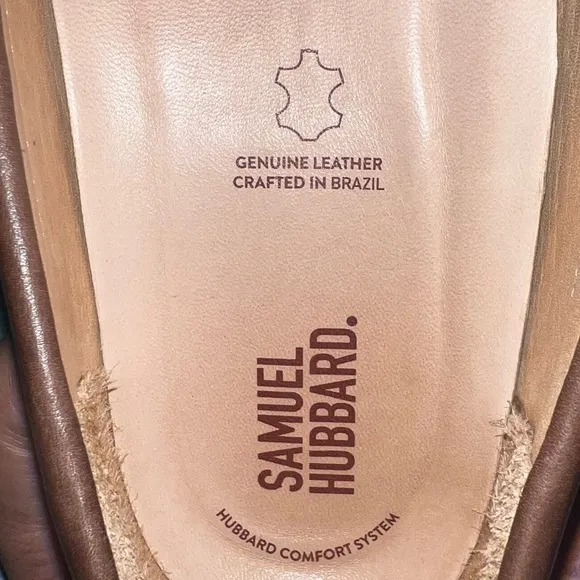 GENUINE LEATHER
CRAFTED IN BRAZIL
SAMUEL
HUBBARD.
HUBBARD COMFORT SYSTEM